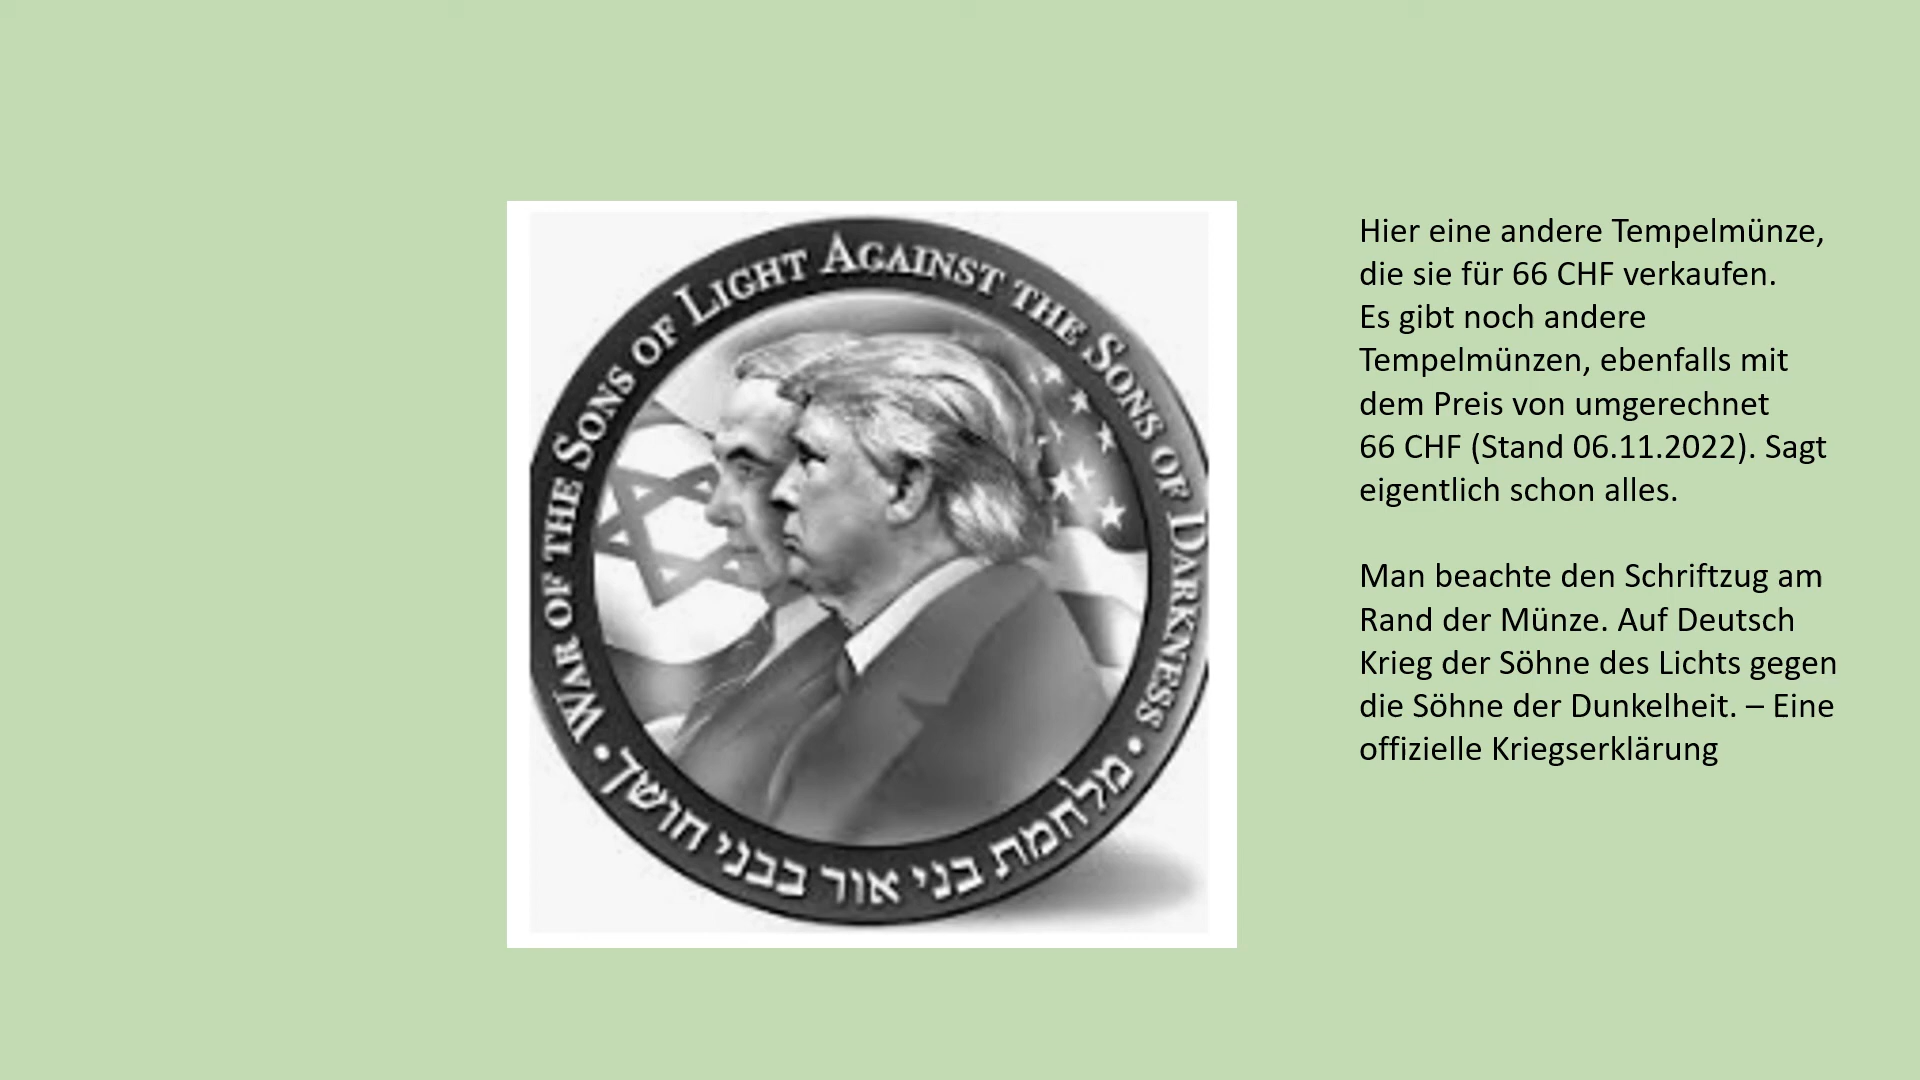 WAR OF THE SONS OF LIGHT AGAINST THE SONS OF DARKNESS
מלחמת בני אור בבני חושך
Hier eine andere Tempelmünze,
die sie für 66 CHF verkaufen.
Es gibt noch andere
Tempelmünzen, ebenfalls mit
dem Preis von umgerechnet
66 CHF (Stand 06.11.2022). Sagt
eigentlich schon alles.
Man beachte den Schriftzug am
Rand der Münze. Auf Deutsch
Krieg der Söhne des Lichts gegen
die Söhne der Dunkelheit. – Eine
offizielle Kriegserklärung